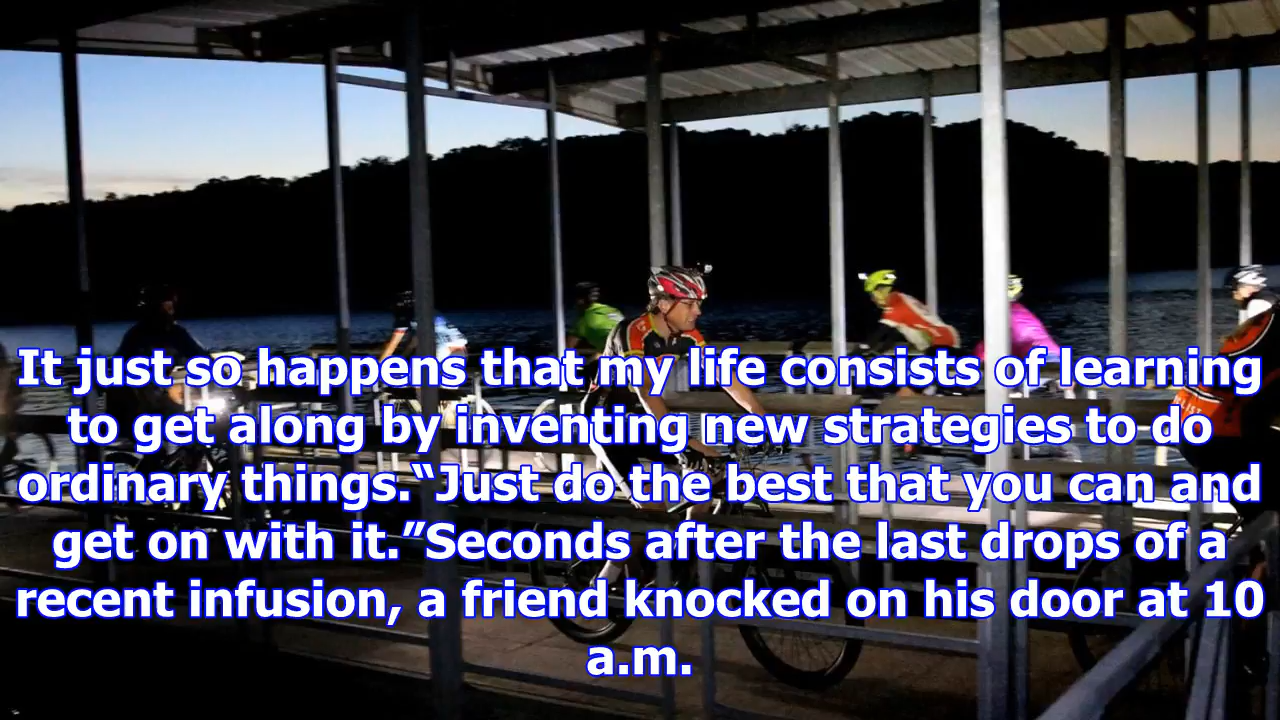 It just so happens that my life consists of learning
to get along by inventing new strategies to do
ordinary things.“Just do the best that you can and
get on with it.”Seconds after the last drops of a
recent infusion, a friend knocked on his door at 10
a.m.